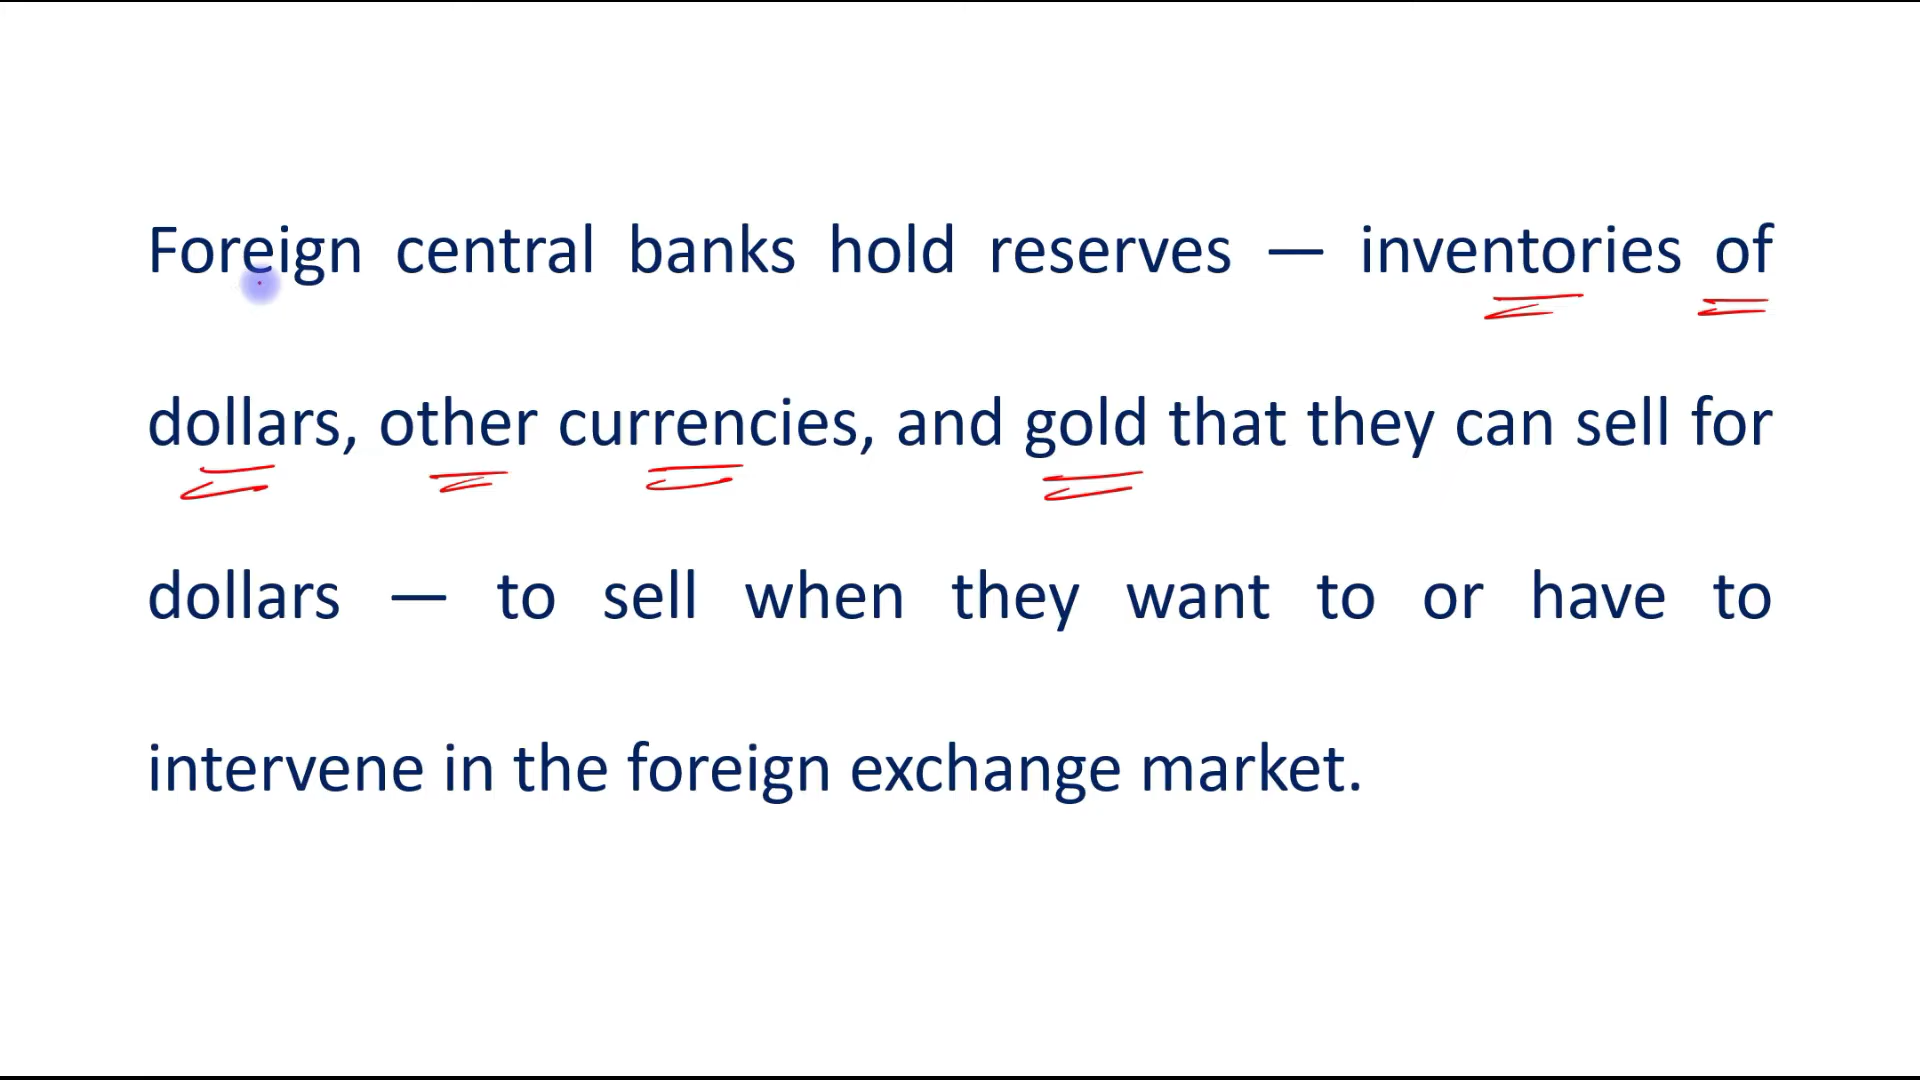 Foreign central banks hold reserves — inventories of
dollars, other currencies, and gold that they can sell for
dollars — to sell when they want to or have to
intervene in the foreign exchange market.